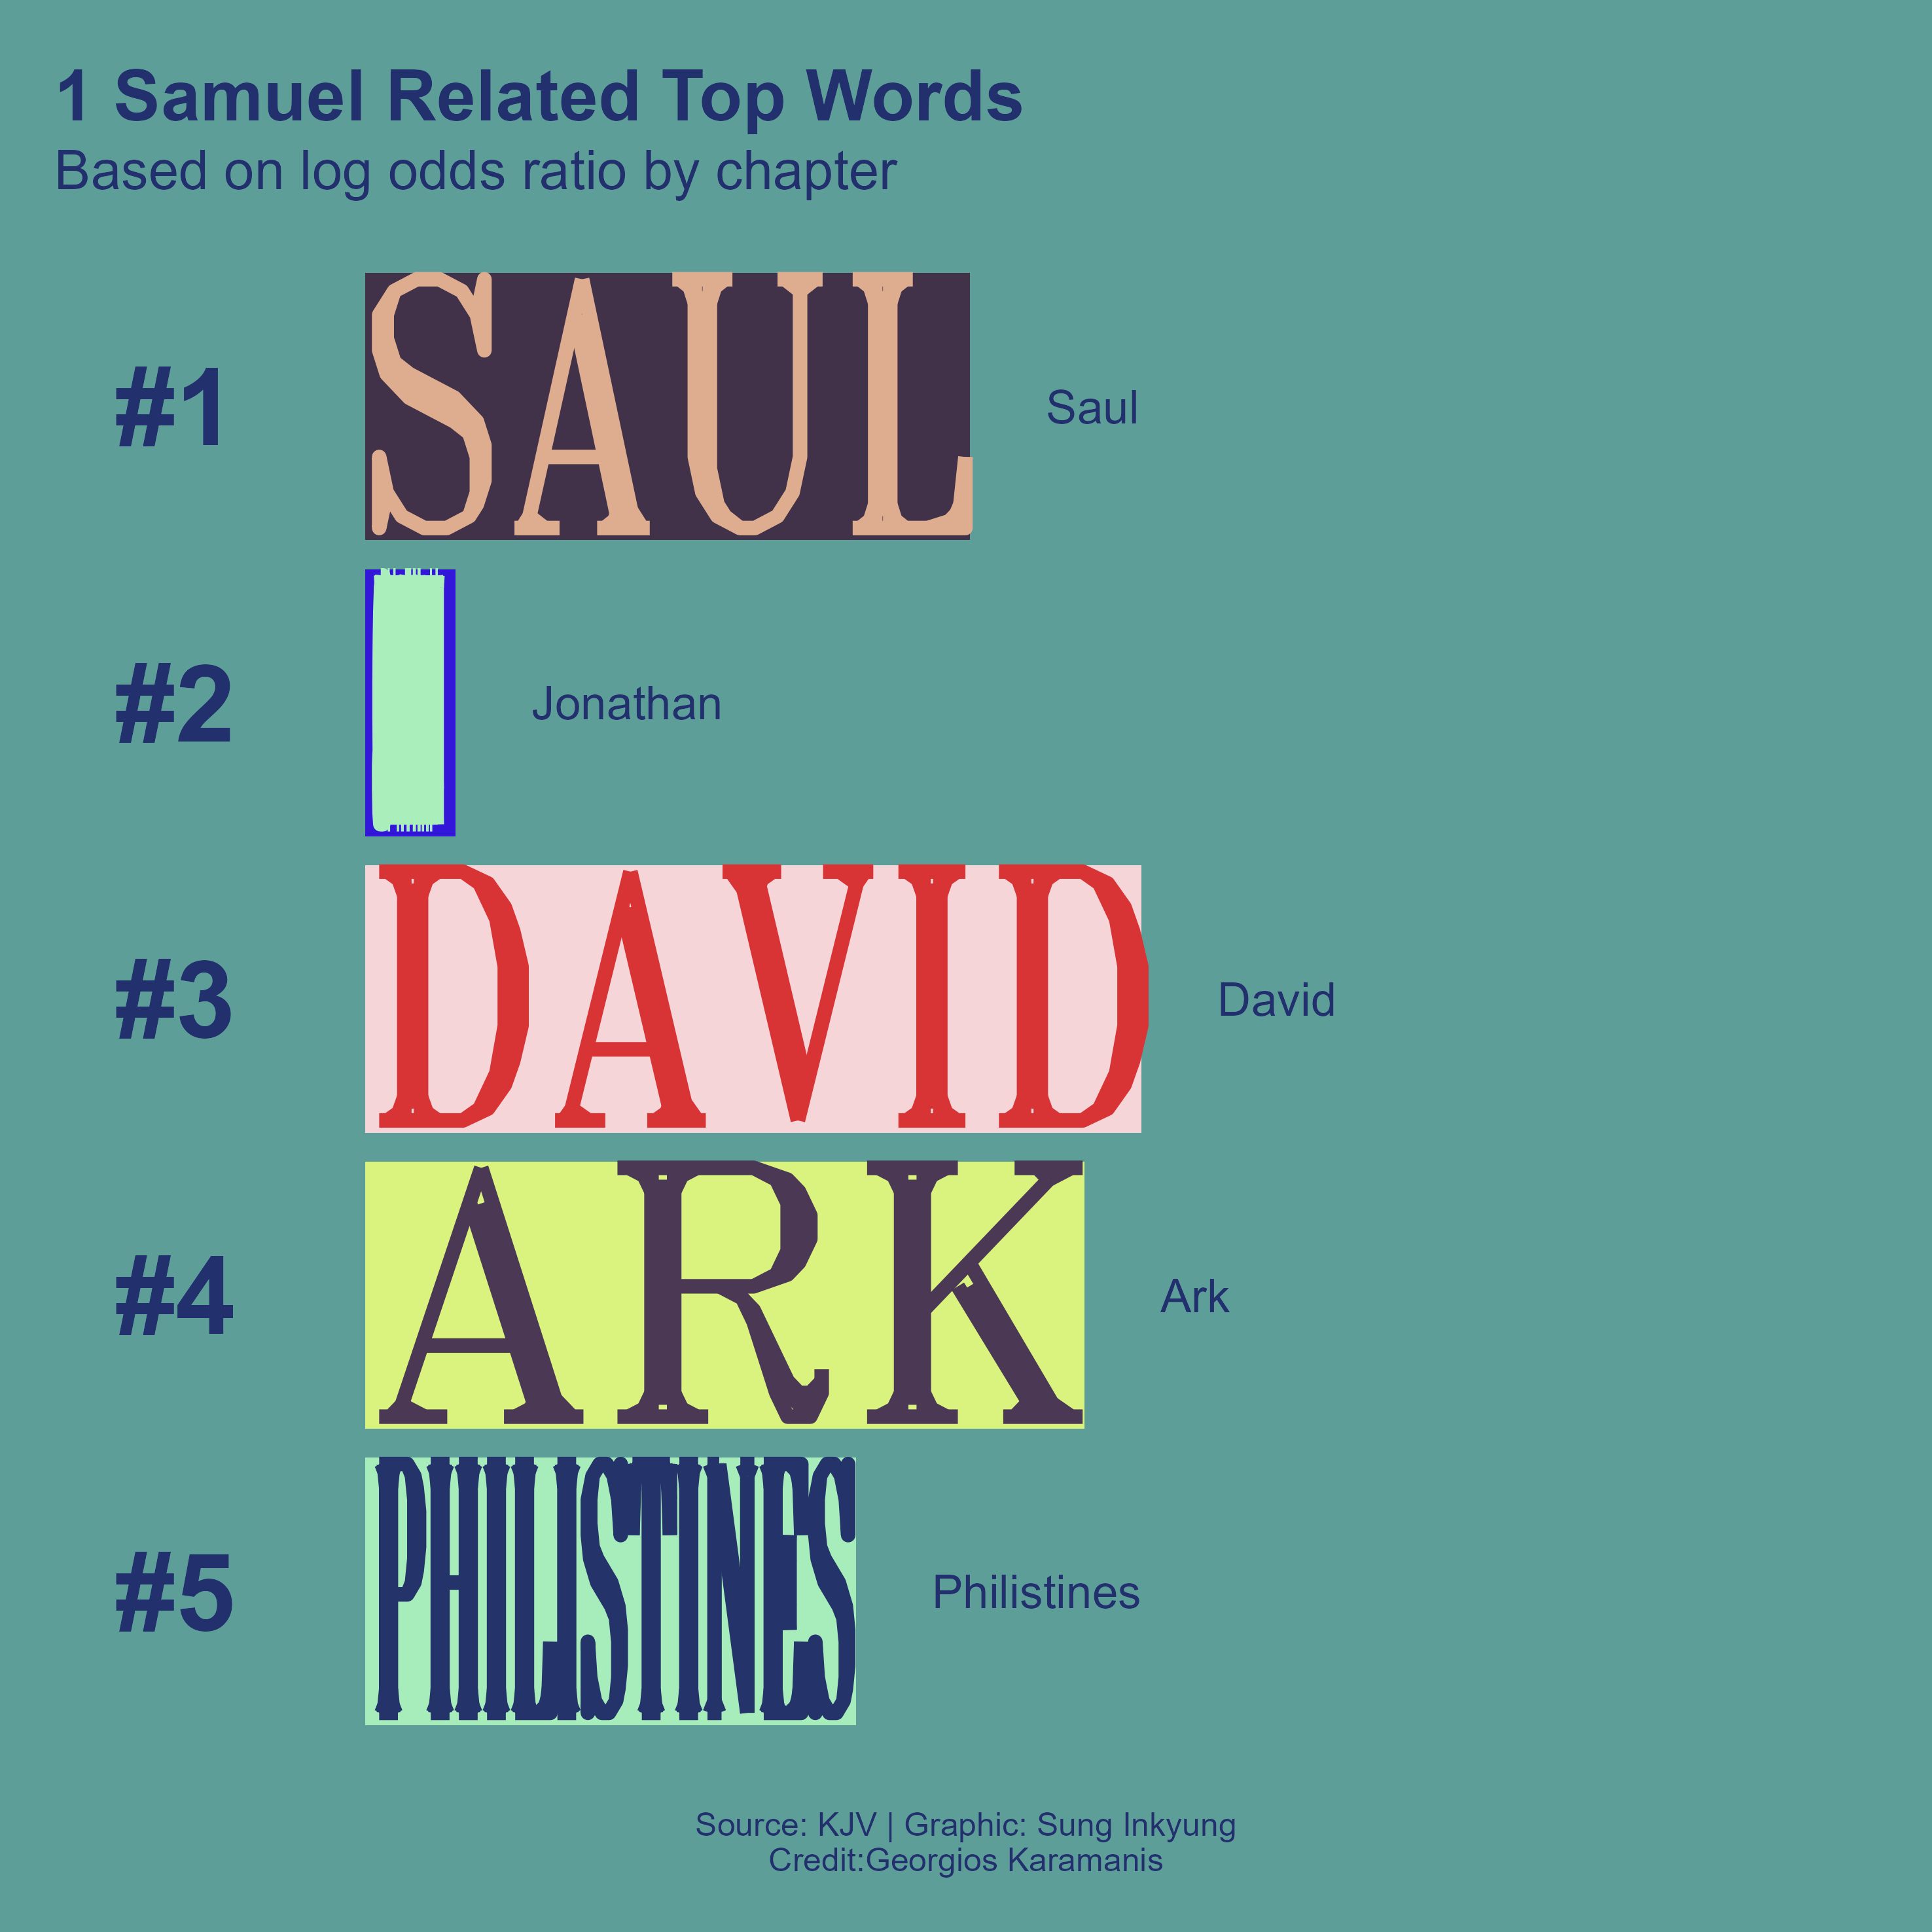 1 Samuel Related Top Words
Based on log odds ratio by chapter
#1 SAUL Saul
#2 Jonathan
#3 DAVID David
#4 ARK Ark
#5 PHILISTINES Philistines
Source: KJV | Graphic: Sung Inkyung
Credit:Georgios Karamanis